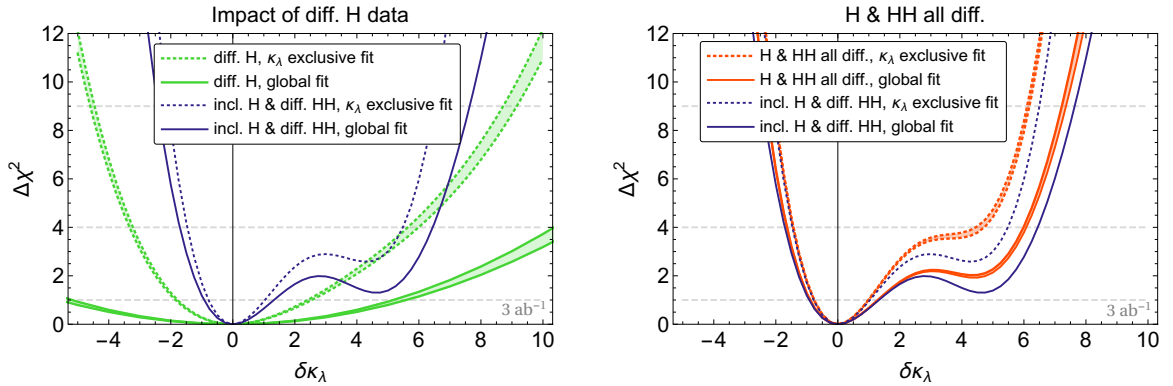 Impact of diff. H data
12
10
8
6
4
2
0
Δχ²
diff. H, κλ exclusive fit
diff. H, global fit
incl. H & diff. HH, κλ exclusive fit
incl. H & diff. HH, global fit
3 ab⁻¹
−4 −2 0 2 4 6 8 10
δκλ
H & HH all diff.
12
10
8
6
4
2
0
Δχ²
H & HH all diff., κλ exclusive fit
H & HH all diff., global fit
incl. H & diff. HH, κλ exclusive fit
incl. H & diff. HH, global fit
3 ab⁻¹
−4 −2 0 2 4 6 8 10
δκλ